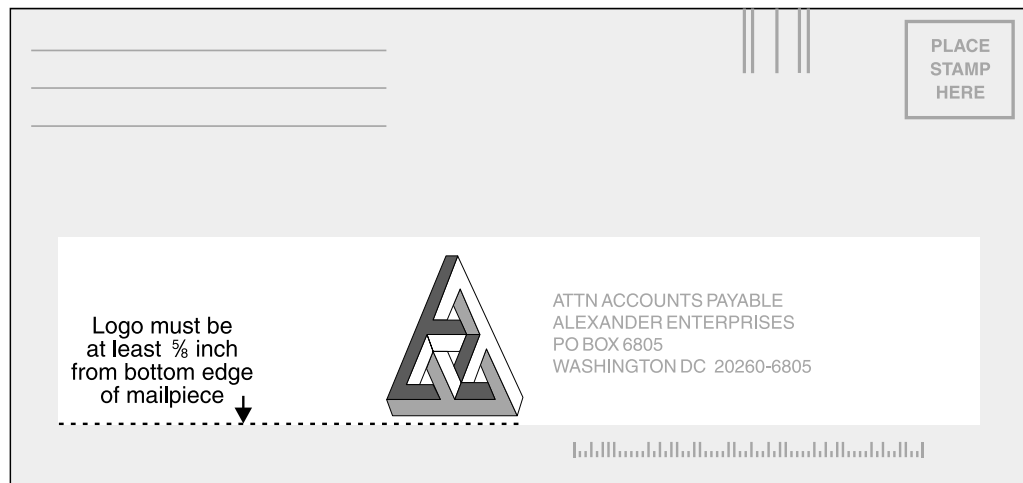 PLACE
STAMP
HERE
Logo must be
at least ⅝ inch
from bottom edge
of mailpiece
ATTN ACCOUNTS PAYABLE
ALEXANDER ENTERPRISES
PO BOX 6805
WASHINGTON DC 20260-6805